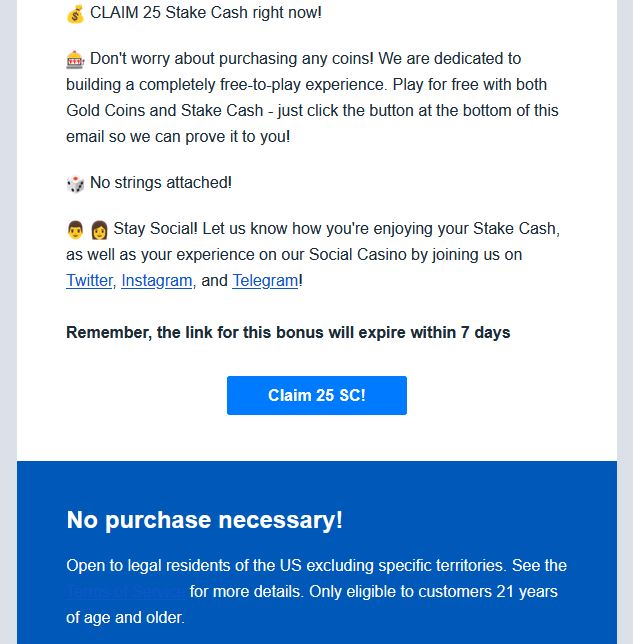 💰 CLAIM 25 Stake Cash right now!
🎰 Don't worry about purchasing any coins! We are dedicated to
building a completely free-to-play experience. Play for free with both
Gold Coins and Stake Cash - just click the button at the bottom of this
email so we can prove it to you!
🎲 No strings attached!
👨 👩 Stay Social! Let us know how you're enjoying your Stake Cash,
as well as your experience on our Social Casino by joining us on
Twitter, Instagram, and Telegram!
Remember, the link for this bonus will expire within 7 days
Claim 25 SC!
No purchase necessary!
Open to legal residents of the US excluding specific territories. See the
Terms of Service for more details. Only eligible to customers 21 years
of age and older.